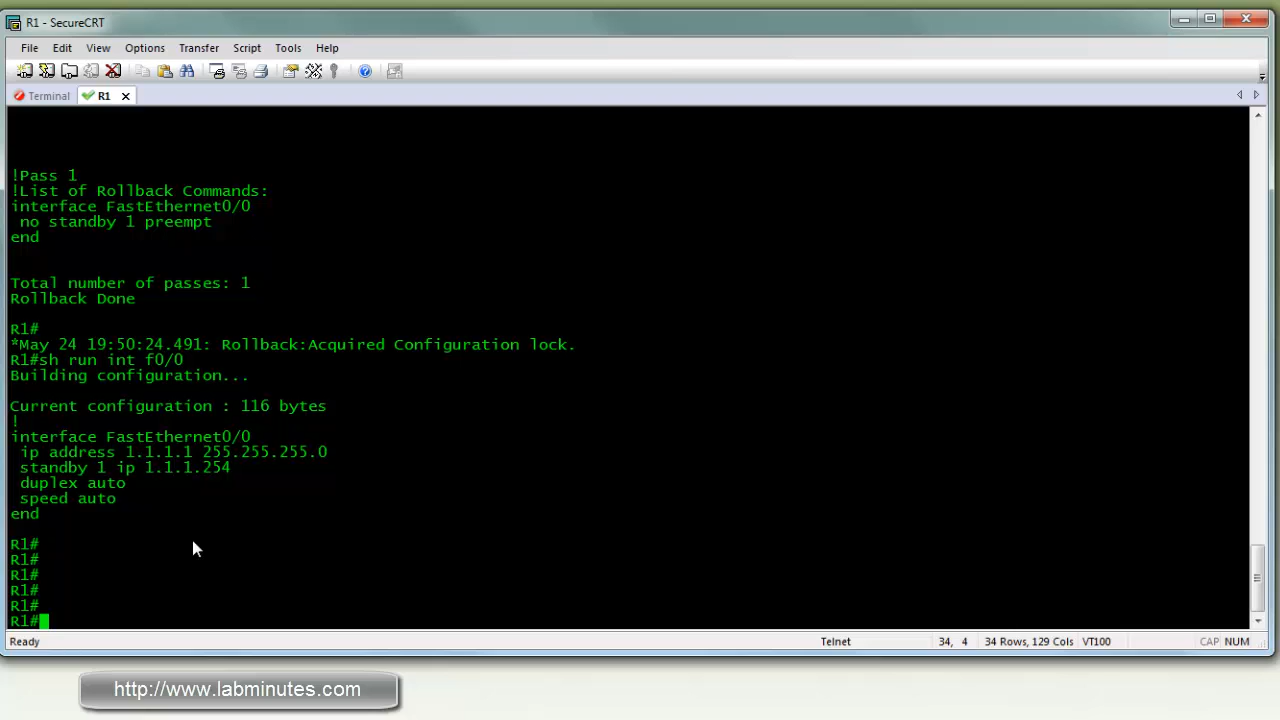 R1 - SecureCRT
File Edit View Options Transfer Script Tools Help
Terminal R1
!Pass 1
!List of Rollback Commands:
interface FastEthernet0/0
 no standby 1 preempt
end
Total number of passes: 1
Rollback Done
R1#
*May 24 19:50:24.491: Rollback:Acquired Configuration lock.
R1#sh run int f0/0
Building configuration...
Current configuration : 116 bytes
!
interface FastEthernet0/0
 ip address 1.1.1.1 255.255.255.0
 standby 1 ip 1.1.1.254
 duplex auto
 speed auto
end
R1#
R1#
R1#
R1#
R1#
R1#
Ready Telnet 34, 4 34 Rows, 129 Cols VT100 CAP NUM
http://www.labminutes.com